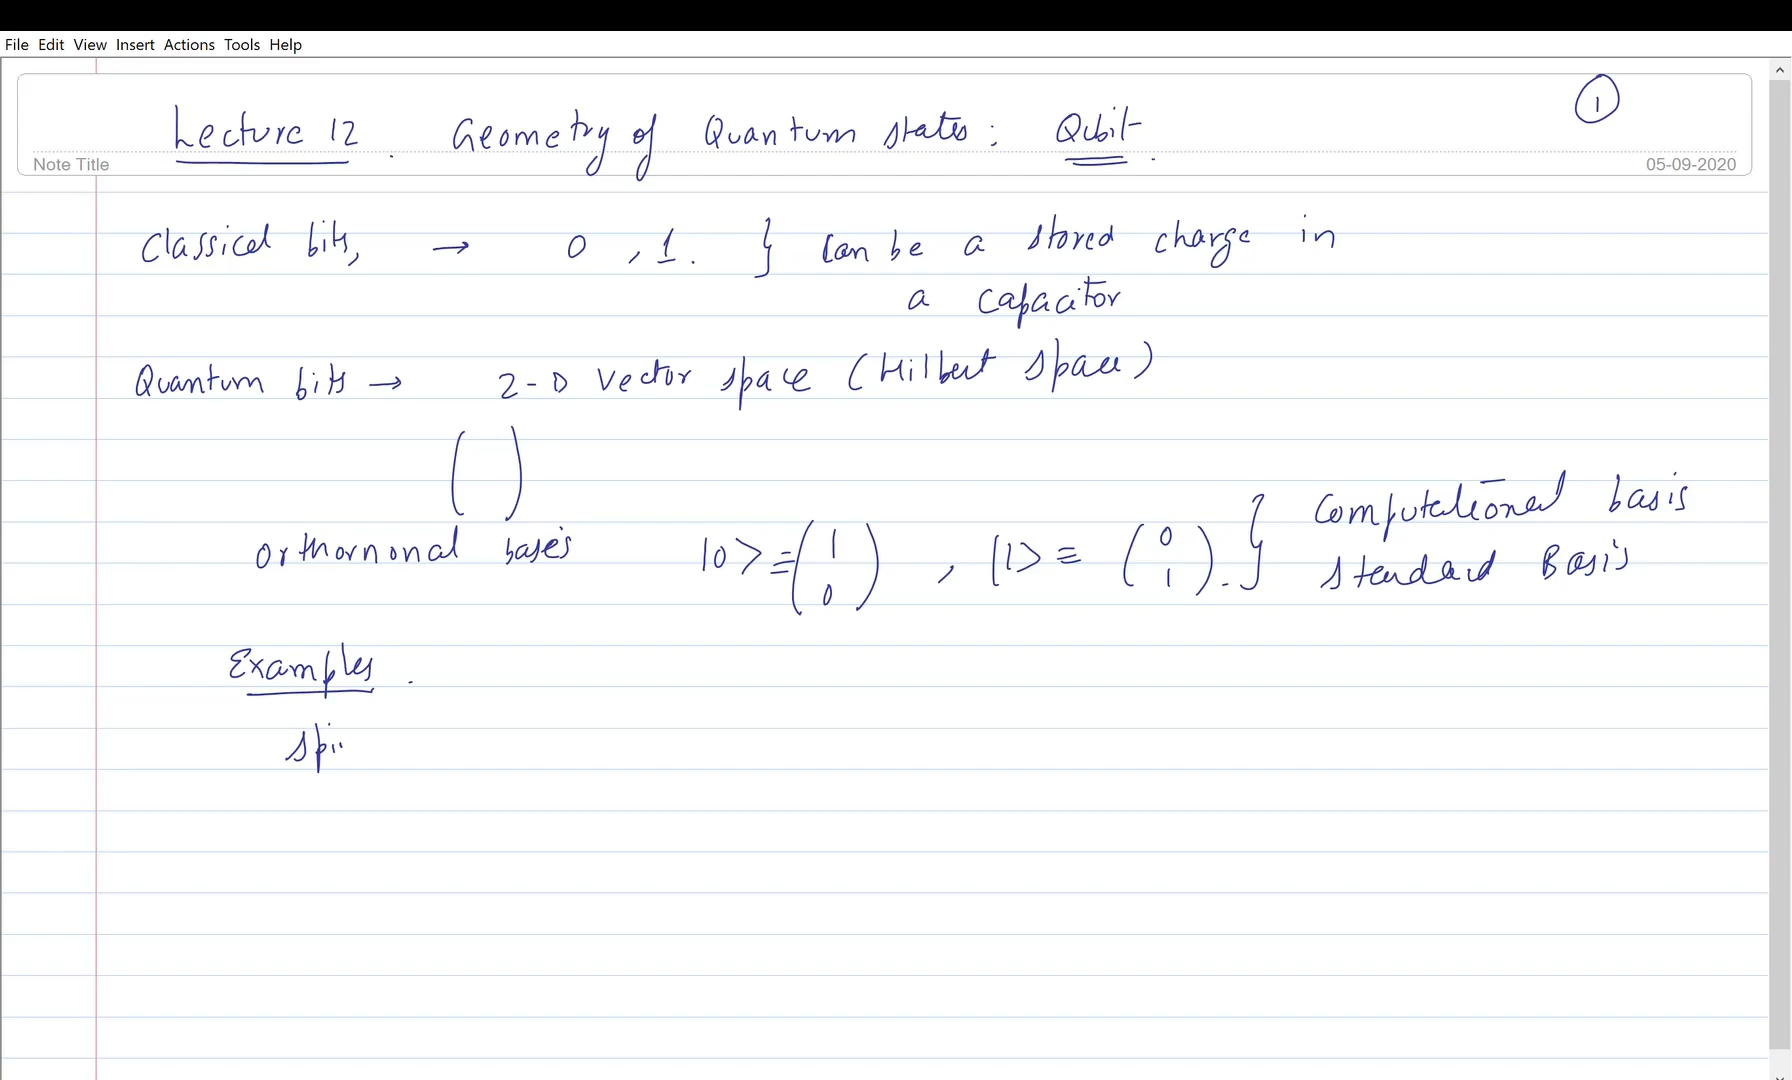 File Edit View Insert Actions Tools Help
①
Lecture 12. Geometry of Quantum states: Qubit.
Note Title
05-09-2020
Classical bits, → 0, 1. } Can be a stored charge in
a capacitor
Quantum bits → 2-D Vector space (Hilbert space)
( )
Orthornonal bases |0> ≡ (1 0), |1> ≡ (0 1). } Computational basis
standard Basis
Examples.
spi